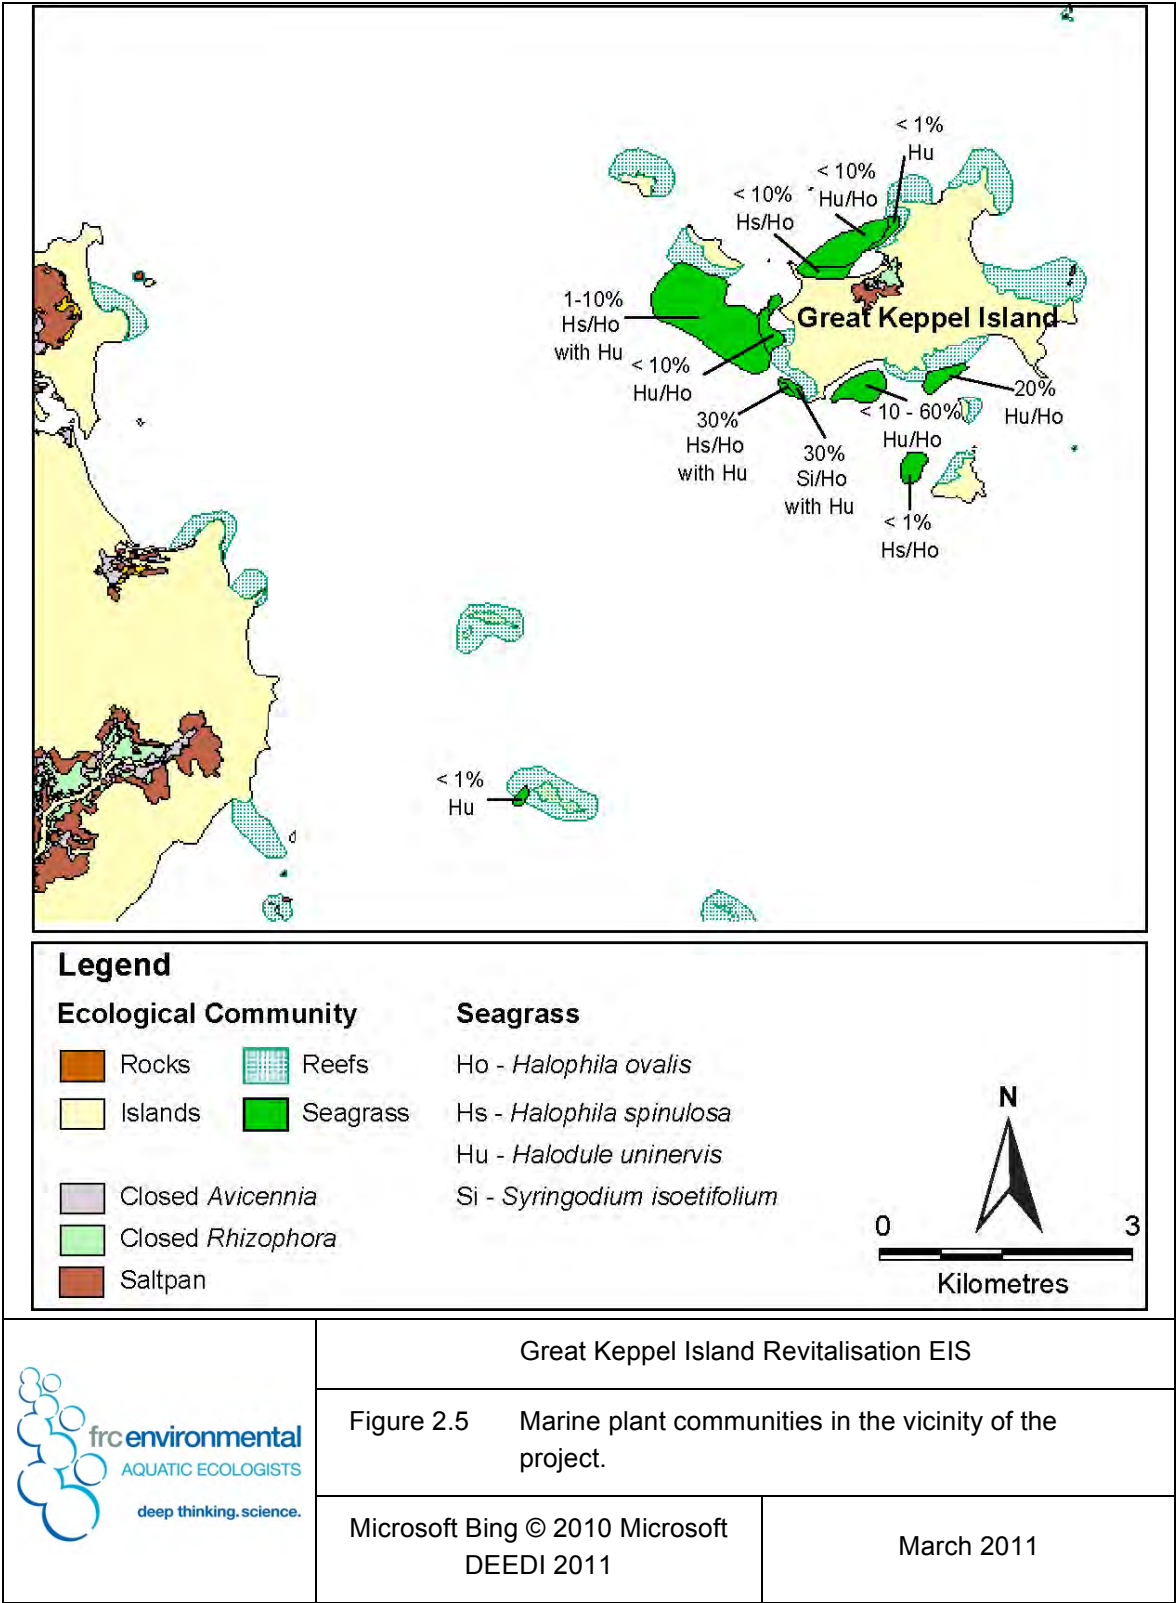 < 1%
Hu
< 10%
Hu/Ho
< 10%
Hs/Ho
1-10%
Hs/Ho
with Hu
Great Keppel Island
< 10%
Hu/Ho
30%
Hs/Ho
with Hu
30%
Si/Ho
with Hu
< 10 - 60%
Hu/Ho
20%
Hu/Ho
< 1%
Hs/Ho
< 1%
Hu
Legend
Ecological Community
Rocks
Reefs
Islands
Seagrass
Closed Avicennia
Closed Rhizophora
Saltpan
Seagrass
Ho - Halophila ovalis
Hs - Halophila spinulosa
Hu - Halodule uninervis
Si - Syringodium isoetifolium
N
0 3
Kilometres
frc environmental
AQUATIC ECOLOGISTS
deep thinking. science.
Great Keppel Island Revitalisation EIS
Figure 2.5 Marine plant communities in the vicinity of the
project.
Microsoft Bing © 2010 Microsoft
DEEDI 2011
March 2011